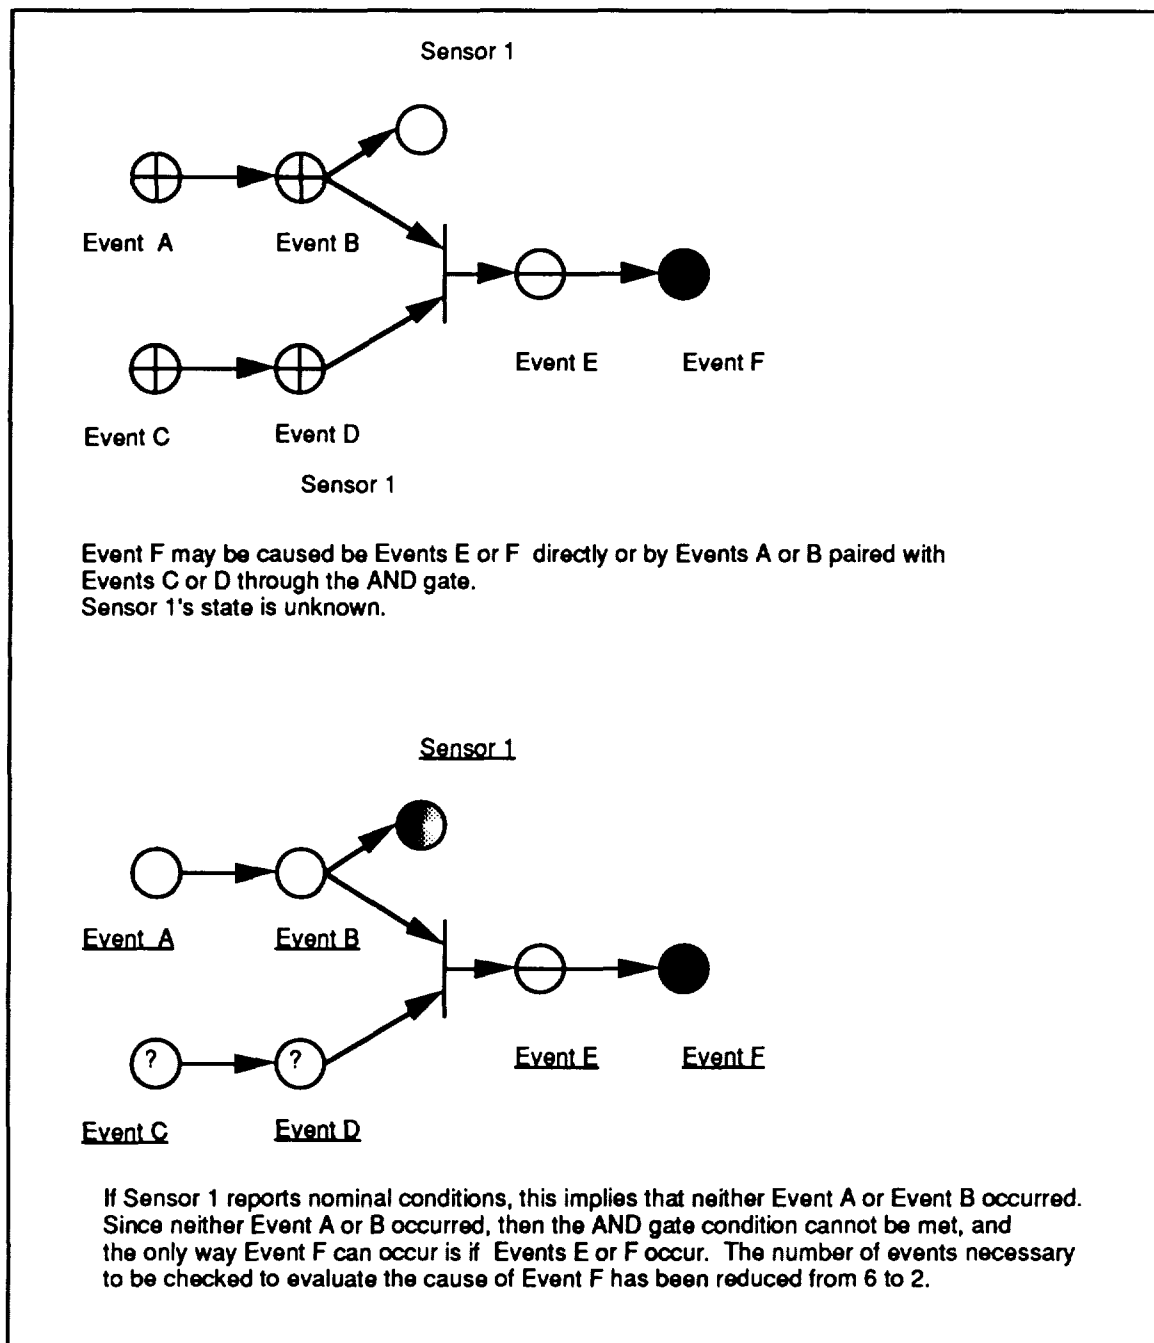 Sensor 1
Event A
Event B
Event E
Event F
Event C
Event D
Sensor 1
Event F may be caused be Events E or F directly or by Events A or B paired with
Events C or D through the AND gate.
Sensor 1's state is unknown.
Sensor 1
Event A
Event B
?
?
Event E
Event F
Event C
Event D
If Sensor 1 reports nominal conditions, this implies that neither Event A or Event B occurred.
Since neither Event A or B occurred, then the AND gate condition cannot be met, and
the only way Event F can occur is if Events E or F occur. The number of events necessary
to be checked to evaluate the cause of Event F has been reduced from 6 to 2.